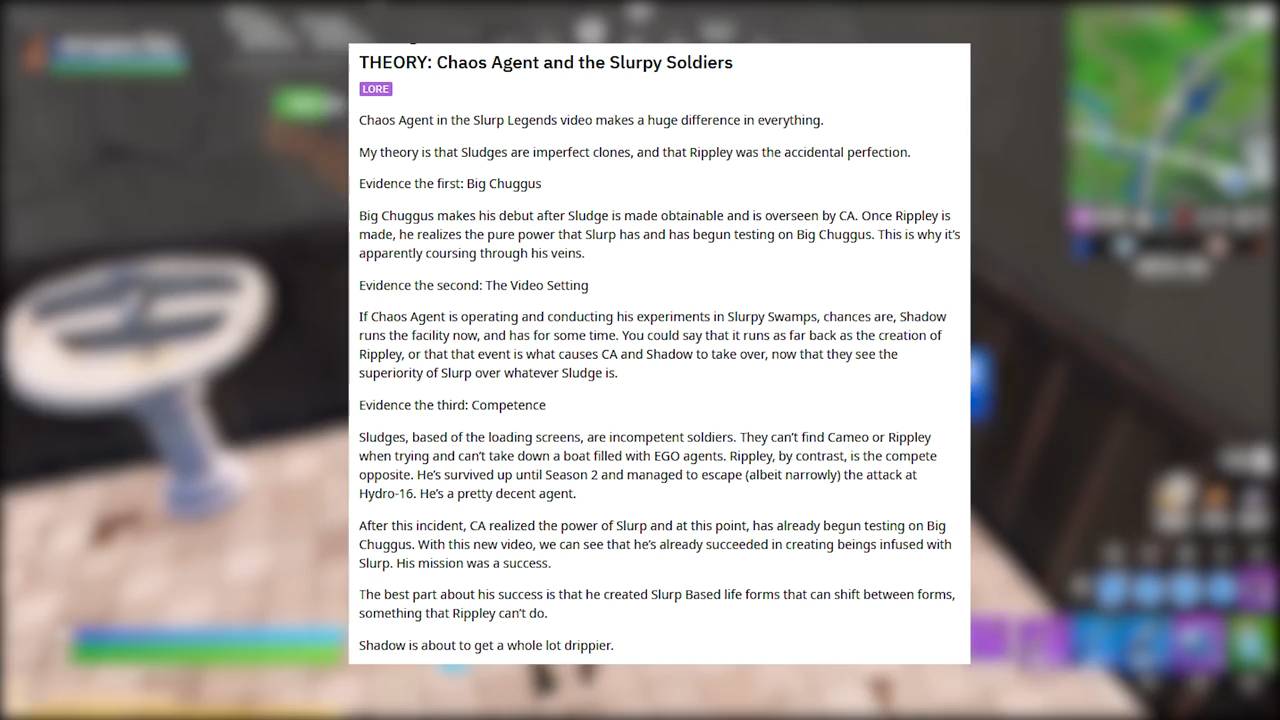 THEORY: Chaos Agent and the Slurpy Soldiers
LORE
Chaos Agent in the Slurp Legends video makes a huge difference in everything.
My theory is that Sludges are imperfect clones, and that Rippley was the accidental perfection.
Evidence the first: Big Chuggus
Big Chuggus makes his debut after Sludge is made obtainable and is overseen by CA. Once Rippley is
made, he realizes the pure power that Slurp has and has begun testing on Big Chuggus. This is why it's
apparently coursing through his veins.
Evidence the second: The Video Setting
If Chaos Agent is operating and conducting his experiments in Slurpy Swamps, chances are, Shadow
runs the facility now, and has for some time. You could say that it runs as far back as the creation of
Rippley, or that that event is what causes CA and Shadow to take over, now that they see the
superiority of Slurp over whatever Sludge is.
Evidence the third: Competence
Sludges, based of the loading screens, are incompetent soldiers. They can't find Cameo or Rippley
when trying and can't take down a boat filled with EGO agents. Rippley, by contrast, is the compete
opposite. He's survived up until Season 2 and managed to escape (albeit narrowly) the attack at
Hydro-16. He's a pretty decent agent.
After this incident, CA realized the power of Slurp and at this point, has already begun testing on Big
Chuggus. With this new video, we can see that he's already succeeded in creating beings infused with
Slurp. His mission was a success.
The best part about his success is that he created Slurp Based life forms that can shift between forms,
something that Rippley can't do.
Shadow is about to get a whole lot drippier.